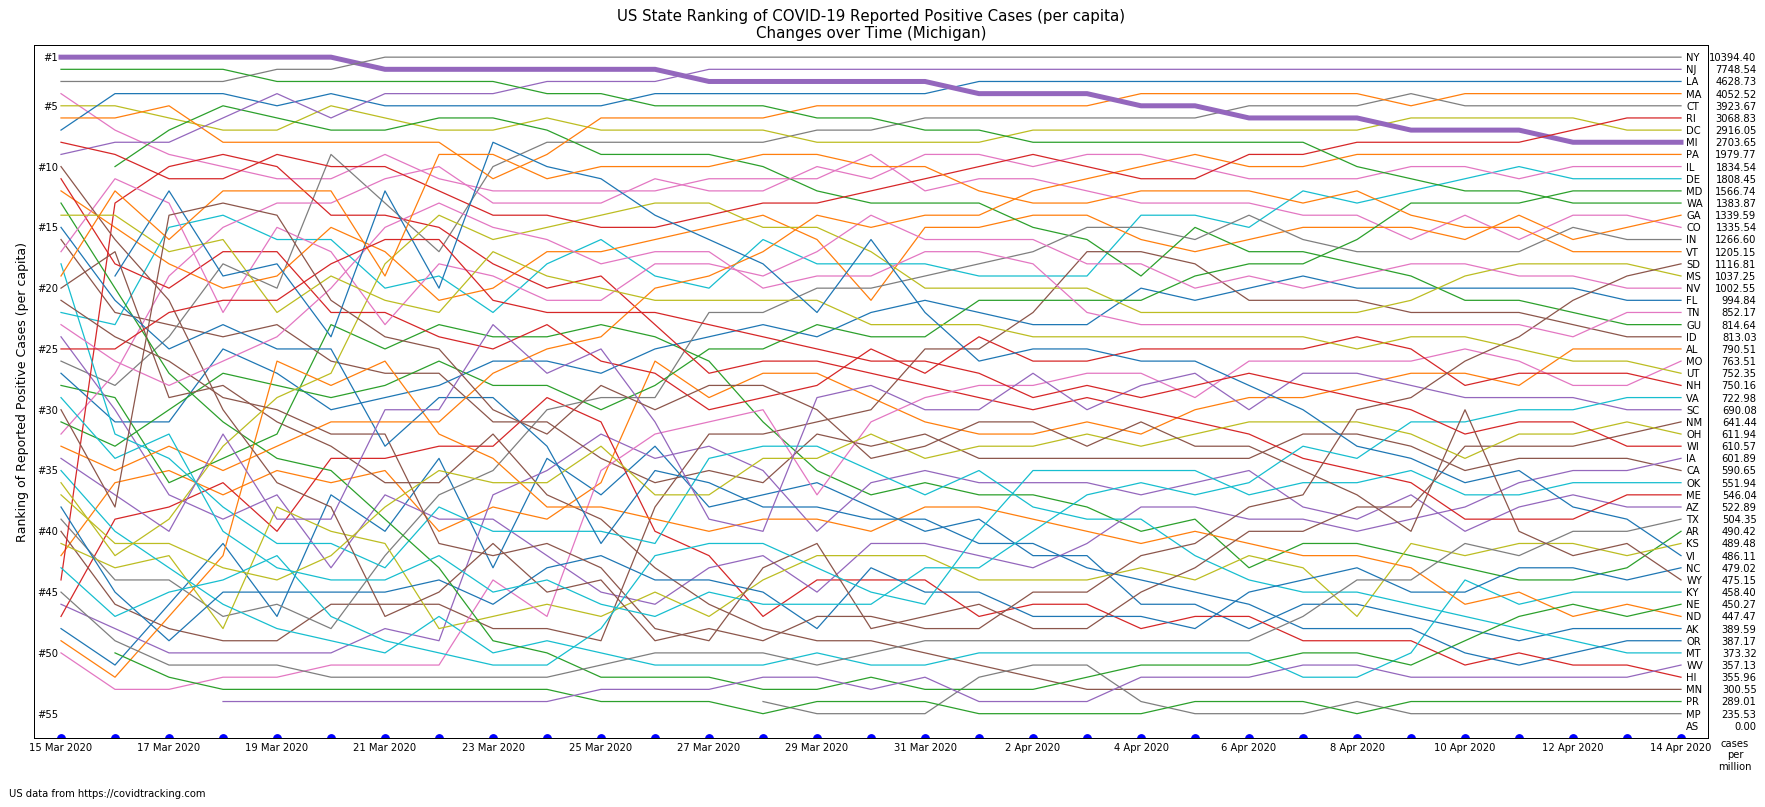 US State Ranking of COVID-19 Reported Positive Cases (per capita)
Changes over Time (Michigan)
Ranking of Reported Positive Cases (per capita)
#1
#5
#10
#15
#20
#25
#30
#35
#40
#45
#50
#55
NY 10394.40
NJ 7748.54
LA 4628.73
MA 4052.52
CT 3923.67
RI 3068.83
DC 2916.05
MI 2703.65
PA 1979.77
IL 1834.54
DE 1808.45
MD 1566.74
WA 1383.87
GA 1339.59
CO 1335.54
IN 1266.60
VT 1205.15
SD 1116.81
MS 1037.25
NV 1002.55
FL 994.84
TN 852.17
GU 814.64
ID 813.03
AL 790.51
MO 763.51
UT 752.35
NH 750.16
VA 722.98
SC 690.08
NM 641.44
OH 611.94
WI 610.57
IA 601.89
CA 590.65
OK 551.94
ME 546.04
AZ 522.89
TX 504.35
AR 490.42
KS 489.48
VI 486.11
NC 479.02
WY 475.15
KY 458.40
NE 450.27
ND 447.47
AK 389.59
OR 387.17
MT 373.32
WV 357.13
HI 355.96
MN 300.55
PR 289.01
MP 235.53
AS 0.00
15 Mar 2020 17 Mar 2020 19 Mar 2020 21 Mar 2020 23 Mar 2020 25 Mar 2020 27 Mar 2020 29 Mar 2020 31 Mar 2020 2 Apr 2020 4 Apr 2020 6 Apr 2020 8 Apr 2020 10 Apr 2020 12 Apr 2020 14 Apr 2020
cases
per
million
US data from https://covidtracking.com